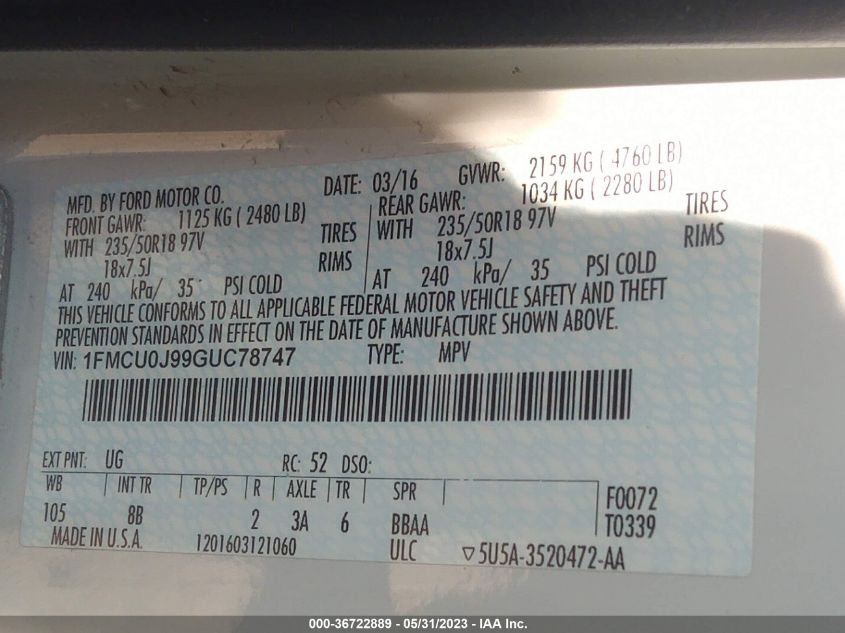 MFD. BY FORD MOTOR CO. DATE: 03/16 GVWR: 2159 KG ( 4760 LB)
FRONT GAWR: 1125 KG ( 2480 LB) REAR GAWR: 1034 KG ( 2280 LB)
WITH 235/50R18 97V TIRES WITH 235/50R18 97V TIRES
18x7.5J RIMS 18x7.5J RIMS
AT 240 kPa/ 35 PSI COLD AT 240 kPa/ 35 PSI COLD
THIS VEHICLE CONFORMS TO ALL APPLICABLE FEDERAL MOTOR VEHICLE SAFETY AND THEFT
PREVENTION STANDARDS IN EFFECT ON THE DATE OF MANUFACTURE SHOWN ABOVE.
VIN: 1FMCU0J99GUC78747 TYPE: MPV
EXT PNT: UG RC: 52 DSO:
WB INT TR TP/PS R AXLE TR SPR F0072
105 8B 2 3A 6 BBAA T0339
MADE IN U.S.A. 1201603121060 ULC ▽5U5A-3520472-AA
000-36722889 - 05/31/2023 - IAA Inc.